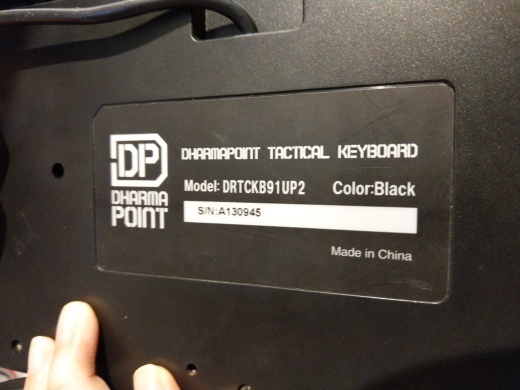 DP
DHARMA
POINT
DHARMAPOINT TACTICAL KEYBOARD
Model: DRTCKB91UP2 Color:Black
S/N:A130945
Made in China